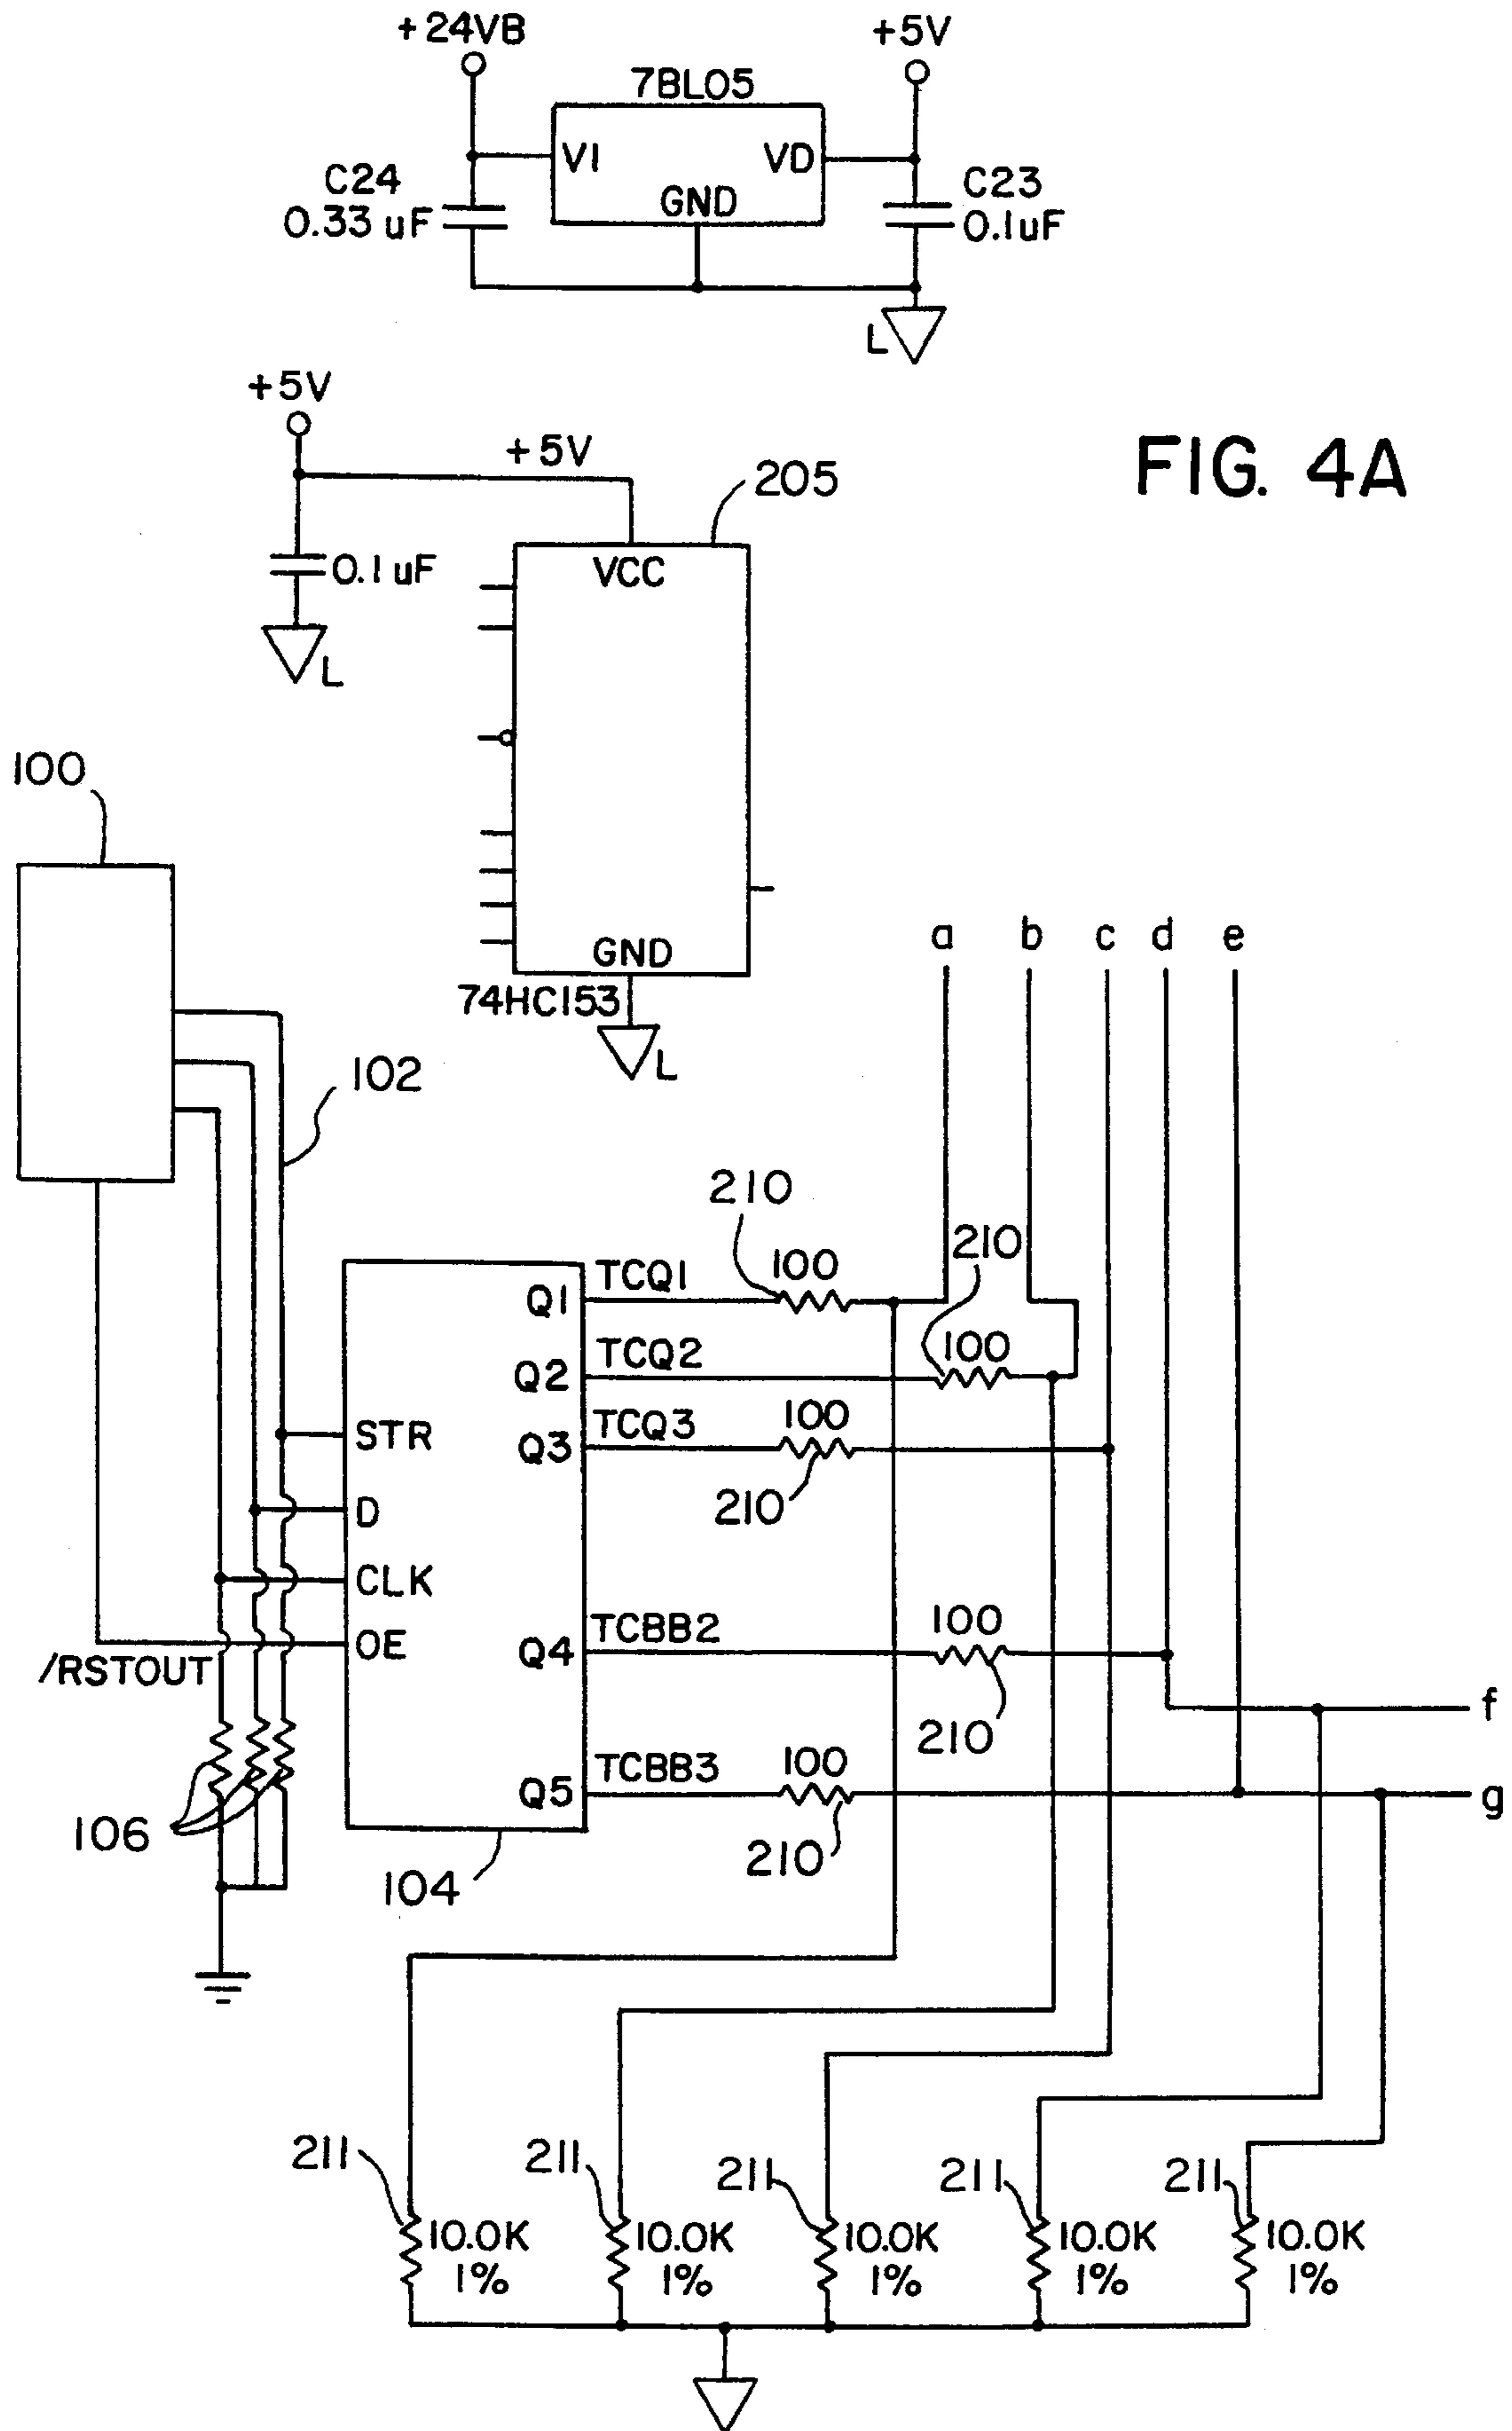 +24VB
+5V
7BL05
VI
VD
GND
C24
0.33 uF
C23
0.1uF
L
+5V
+5V
FIG. 4A
205
0.1 uF
VCC
L
100
GND
74HC153
L
a
b
c
d
e
102
210
210
TCQ1
100
Q1
TCQ2
100
Q2
TCQ3
100
STR
Q3
210
D
CLK
TCBB2
100
OE
Q4
/RSTOUT
f
210
TCBB3
100
Q5
g
106
210
104
211
211
211
211
211
10.0K
1%
10.0K
1%
10.0K
1%
10.0K
1%
10.0K
1%